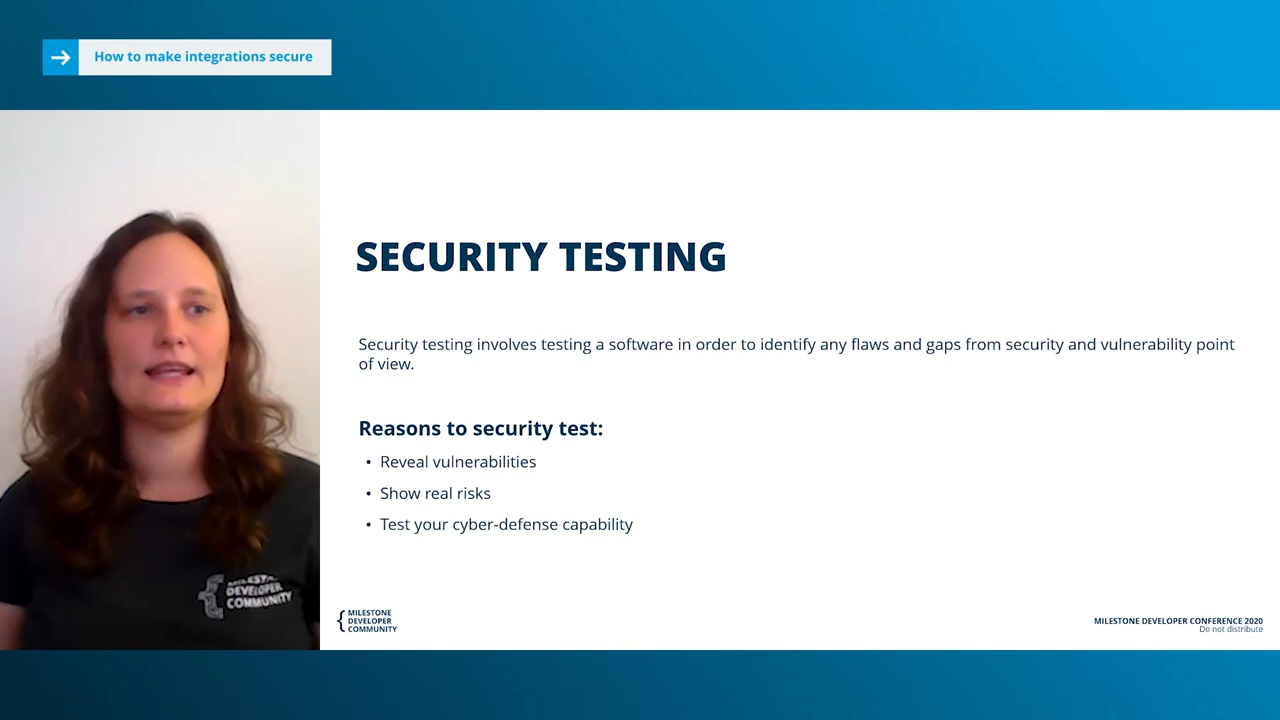 How to make integrations secure
SECURITY TESTING
Security testing involves testing a software in order to identify any flaws and gaps from security and vulnerability point
of view.
Reasons to security test:
• Reveal vulnerabilities
• Show real risks
• Test your cyber-defense capability
MILESTONE
DEVELOPER
COMMUNITY
MILESTONE
DEVELOPER
COMMUNITY
MILESTONE DEVELOPER CONFERENCE 2020
Do not distribute